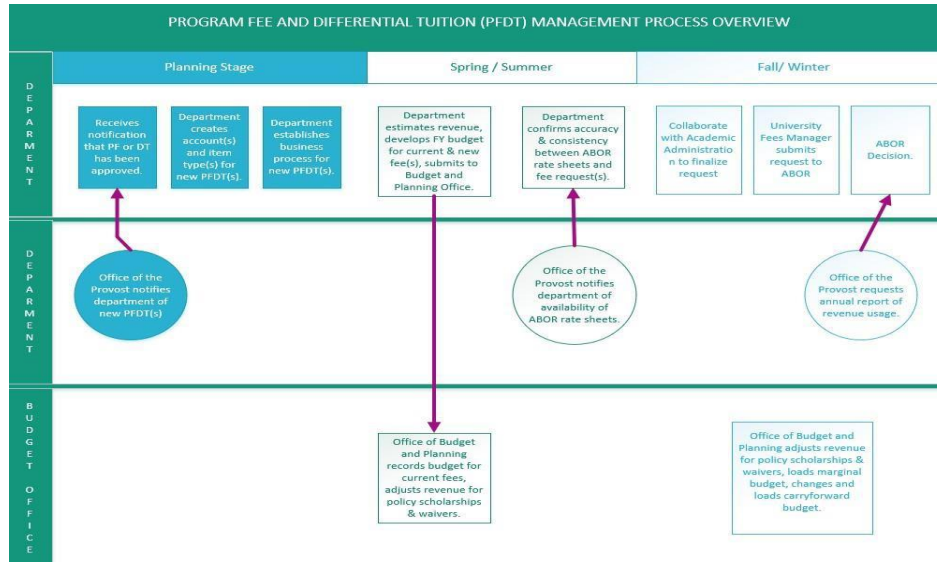 PROGRAM FEE AND DIFFERENTIAL TUITION (PFDT) MANAGEMENT PROCESS OVERVIEW
Planning Stage
Spring / Summer
Fall/ Winter
DEPARMENT
Receives
notification
that PF or DT
has been
approved.
Department
creates
account(s)
and item
type(s) for
new PFDT(s).
Department
establishes
business
process for
new PFDT(s).
Department
estimates revenue,
develops FY budget
for current & new
fee(s), submits to
Budget and
Planning Office.
Department
confirms accuracy
& consistency
between ABOR
rate sheets and
fee request(s).
Collaborate
with Academic
Administratio
n to finalize
request
University
Fees Manager
submits
request to
ABOR
ABOR
Decision.
DEPARMENT
Office of the
Provost notifies
department of
new PFDT(s)
Office of the
Provost notifies
department of
availability of
ABOR rate sheets.
Office of the
Provost requests
annual report of
revenue usage.
BUDGET OFFICE
Office of Budget
and Planning
records budget for
current fees,
adjusts revenue for
policy scholarships
& waivers.
Office of Budget and
Planning adjusts revenue
for policy scholarships &
waivers, loads marginal
budget, changes and
loads carryforward
budget.